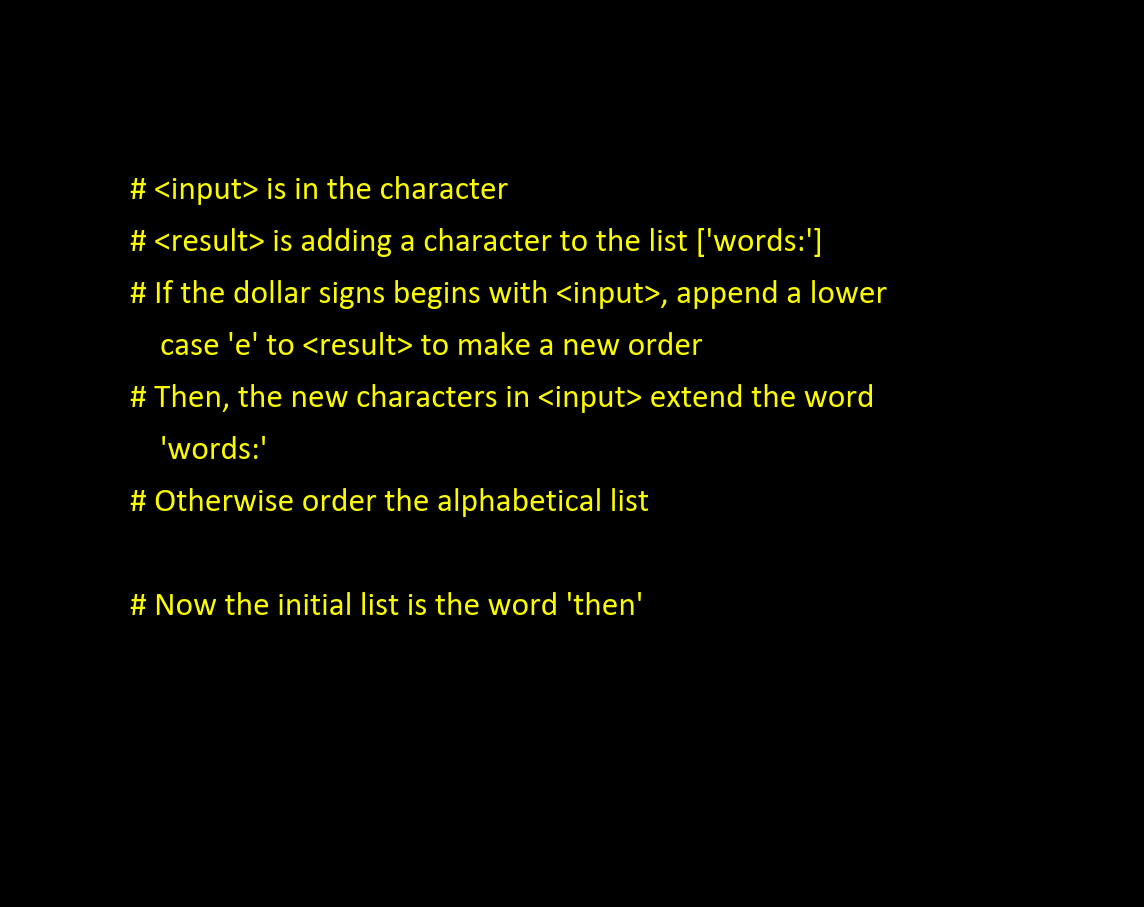 # <input> is in the character
# <result> is adding a character to the list ['words:']
# If the dollar signs begins with <input>, append a lower
case 'e' to <result> to make a new order
# Then, the new characters in <input> extend the word
'words:'
# Otherwise order the alphabetical list
# Now the initial list is the word 'then'